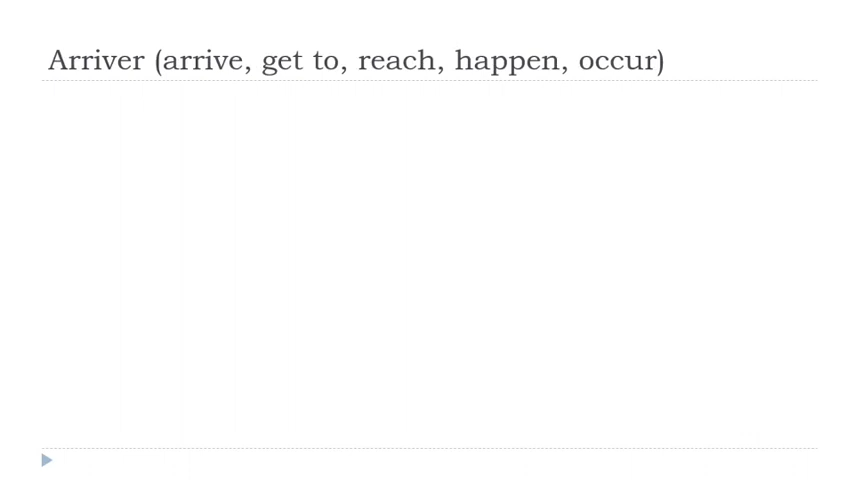 Arriver (arrive, get to, reach, happen, occur)